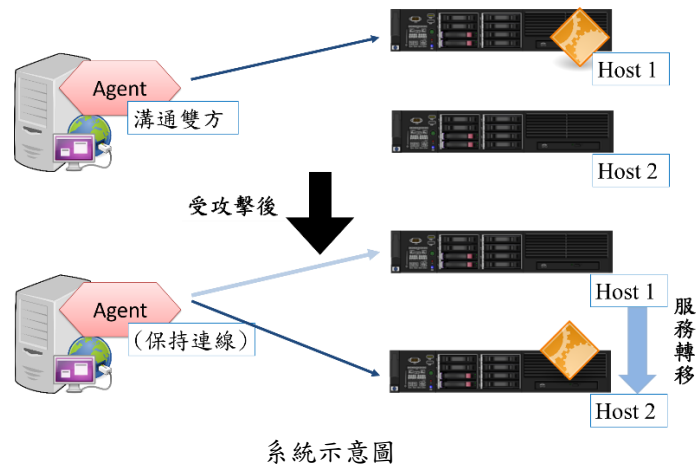 Agent
溝通雙方
Host 1
Host 2
受攻擊後
Agent
(保持連線)
Host 1
服務轉移
Host 2
系統示意圖